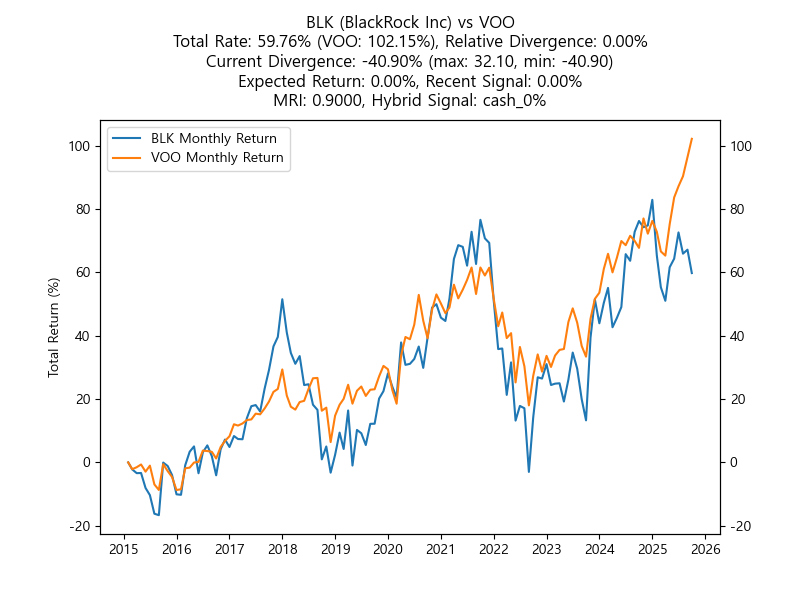 BLK (BlackRock Inc) vs VOO
Total Rate: 59.76% (VOO: 102.15%), Relative Divergence: 0.00%
Current Divergence: -40.90% (max: 32.10, min: -40.90)
Expected Return: 0.00%, Recent Signal: 0.00%
MRI: 0.9000, Hybrid Signal: cash_0%
BLK Monthly Return
VOO Monthly Return
Total Return (%)
100
80
60
40
20
0
-20
100
80
60
40
20
0
-20
2015 2016 2017 2018 2019 2020 2021 2022 2023 2024 2025 2026